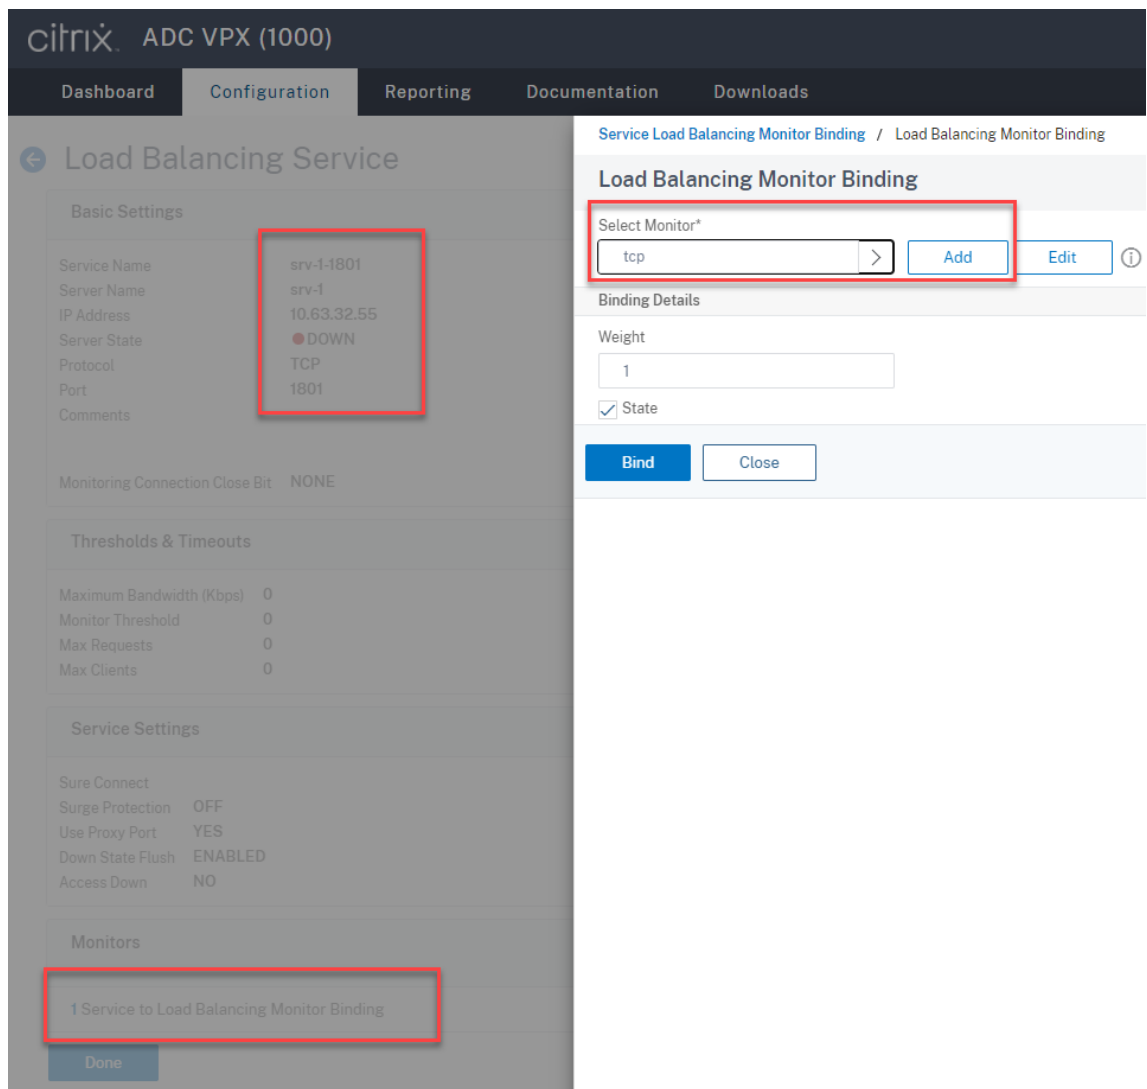 citrix. ADC VPX (1000)
Dashboard Configuration Reporting Documentation Downloads
Load Balancing Service
Basic Settings
Service Name srv-1-1801
Server Name srv-1
IP Address 10.63.32.55
Server State DOWN
Protocol TCP
Port 1801
Comments
Monitoring Connection Close Bit NONE
Thresholds & Timeouts
Maximum Bandwidth (Kbps) 0
Monitor Threshold 0
Max Requests 0
Max Clients 0
Service Settings
Sure Connect
Surge Protection OFF
Use Proxy Port YES
Down State Flush ENABLED
Access Down NO
Monitors
1 Service to Load Balancing Monitor Binding
Done
Service Load Balancing Monitor Binding / Load Balancing Monitor Binding
Load Balancing Monitor Binding
Select Monitor*
tcp > Add Edit
Binding Details
Weight
1
State
Bind Close